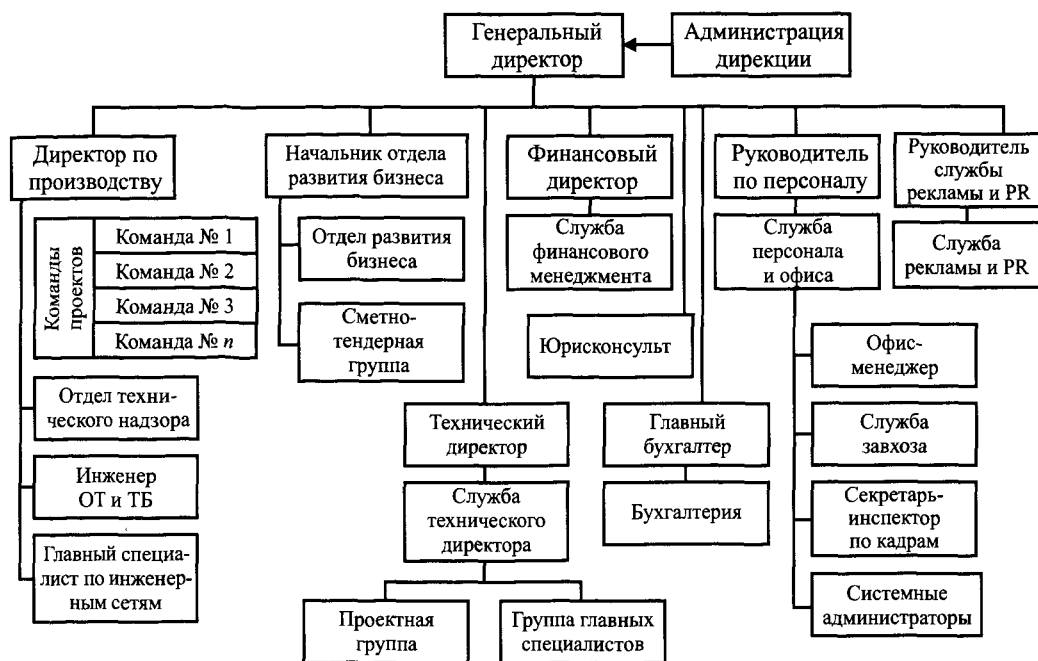 Генеральный
директор
Администрация
дирекции
Директор по
производству
Начальник отдела
развития бизнеса
Финансовый
директор
Руководитель
по персоналу
Руководитель
службы
рекламы и PR
Команды
проектов
Команда № 1
Команда № 2
Команда № 3
Команда № n
Отдел развития
бизнеса
Служба
финансового
менеджмента
Служба
персонала
и офиса
Служба
рекламы и PR
Сметно-
тендерная
группа
Юрисконсульт
Офис-
менеджер
Отдел техни-
ческого надзора
Технический
директор
Главный
бухгалтер
Служба
завхоза
Инженер
ОТ и ТБ
Служба
технического
директора
Бухгалтерия
Секретарь-
инспектор
по кадрам
Главный специа-
лист по инженер-
ным сетям
Системные
администраторы
Проектная
группа
Группа главных
специалистов